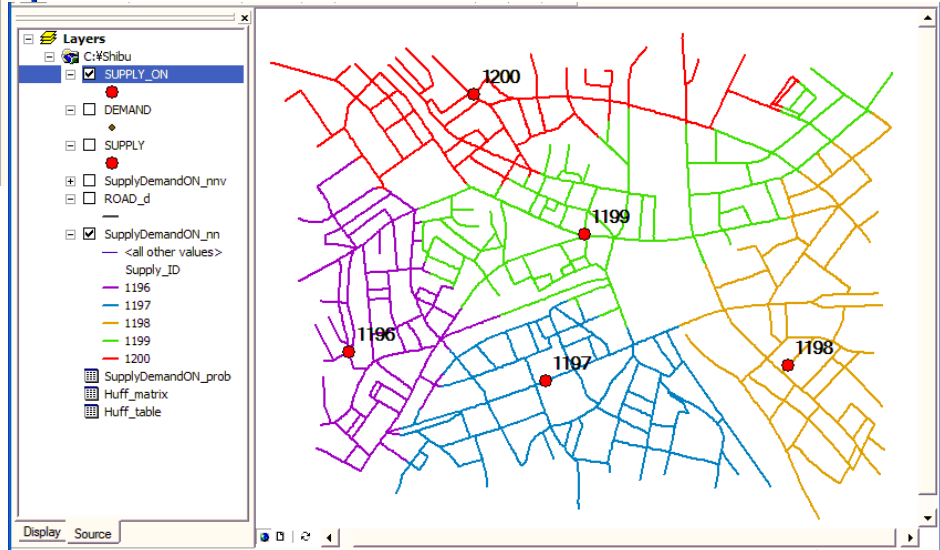 Layers
C:¥Shibu
SUPPLY_ON
DEMAND
SUPPLY
SupplyDemandON_nnv
ROAD_d
SupplyDemandON_nn
<all other values>
Supply_ID
1196
1197
1198
1199
1200
SupplyDemandON_prob
Huff_matrix
Huff_table
Display Source
1200
1199
1196
1197
1198